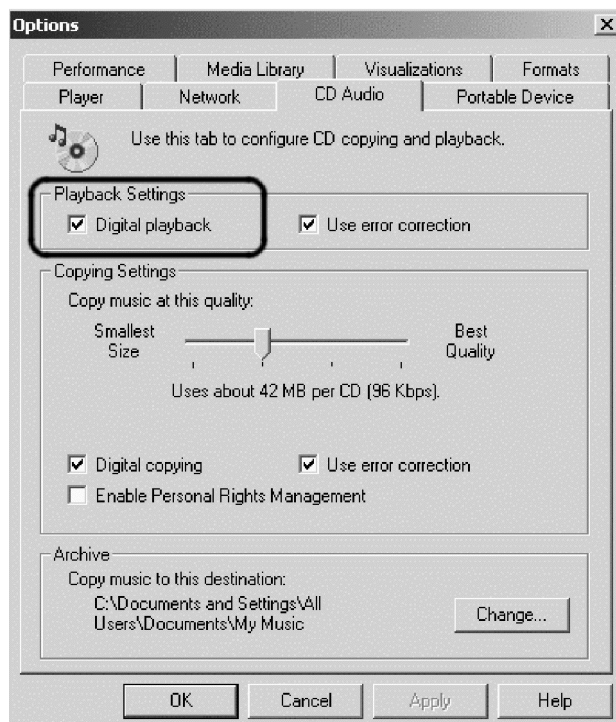 Options
Performance Media Library Visualizations Formats
Player Network CD Audio Portable Device
Use this tab to configure CD copying and playback.
Playback Settings
Digital playback Use error correction
Copying Settings
Copy music at this quality:
Smallest Size Best Quality
Uses about 42 MB per CD (96 Kbps).
Digital copying Use error correction
Enable Personal Rights Management
Archive
Copy music to this destination:
C:\Documents and Settings\All
Users\Documents\My Music
Change...
OK Cancel Apply Help